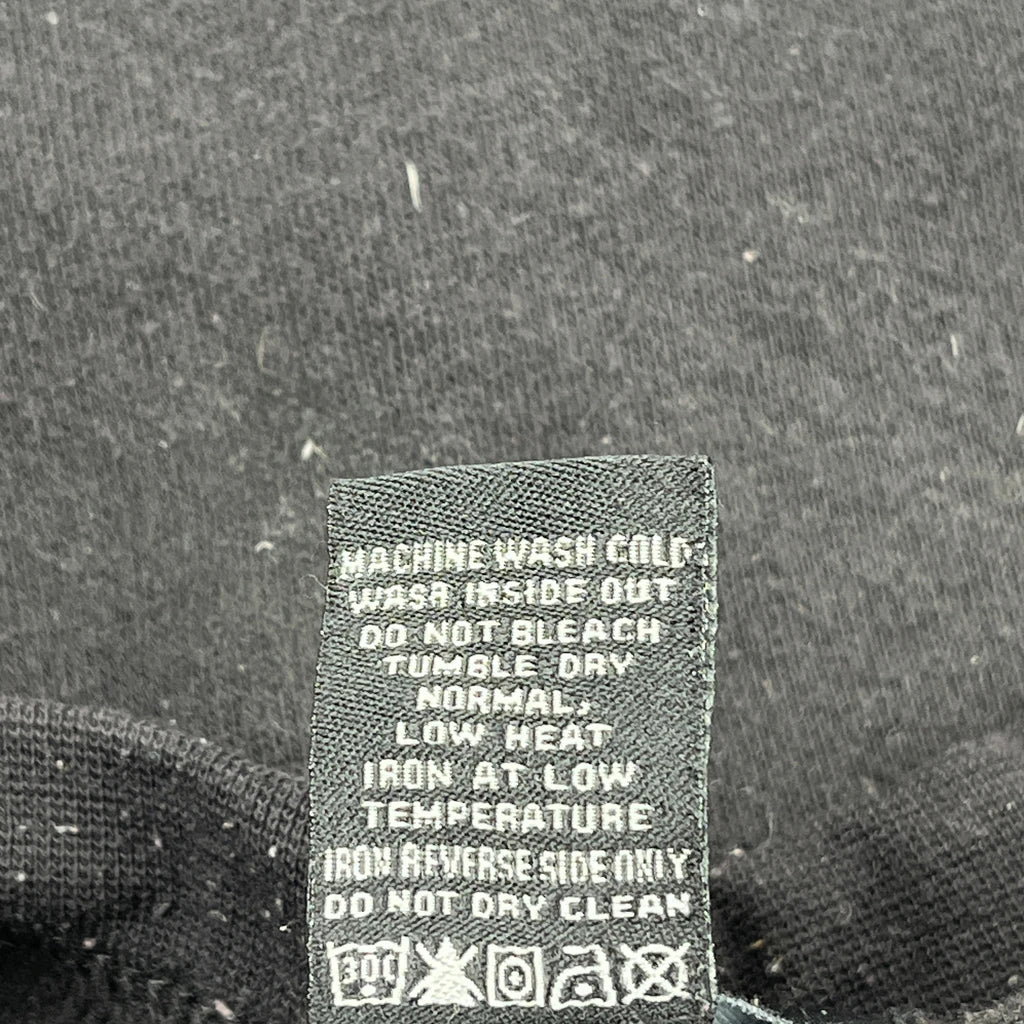 MACHINE WASH COLD
WASH INSIDE OUT
DO NOT BLEACH
TUMBLE DRY
NORMAL,
LOW HEAT
IRON AT LOW
TEMPERATURE
IRON REVERSE SIDE ONLY
DO NOT DRY CLEAN
30C